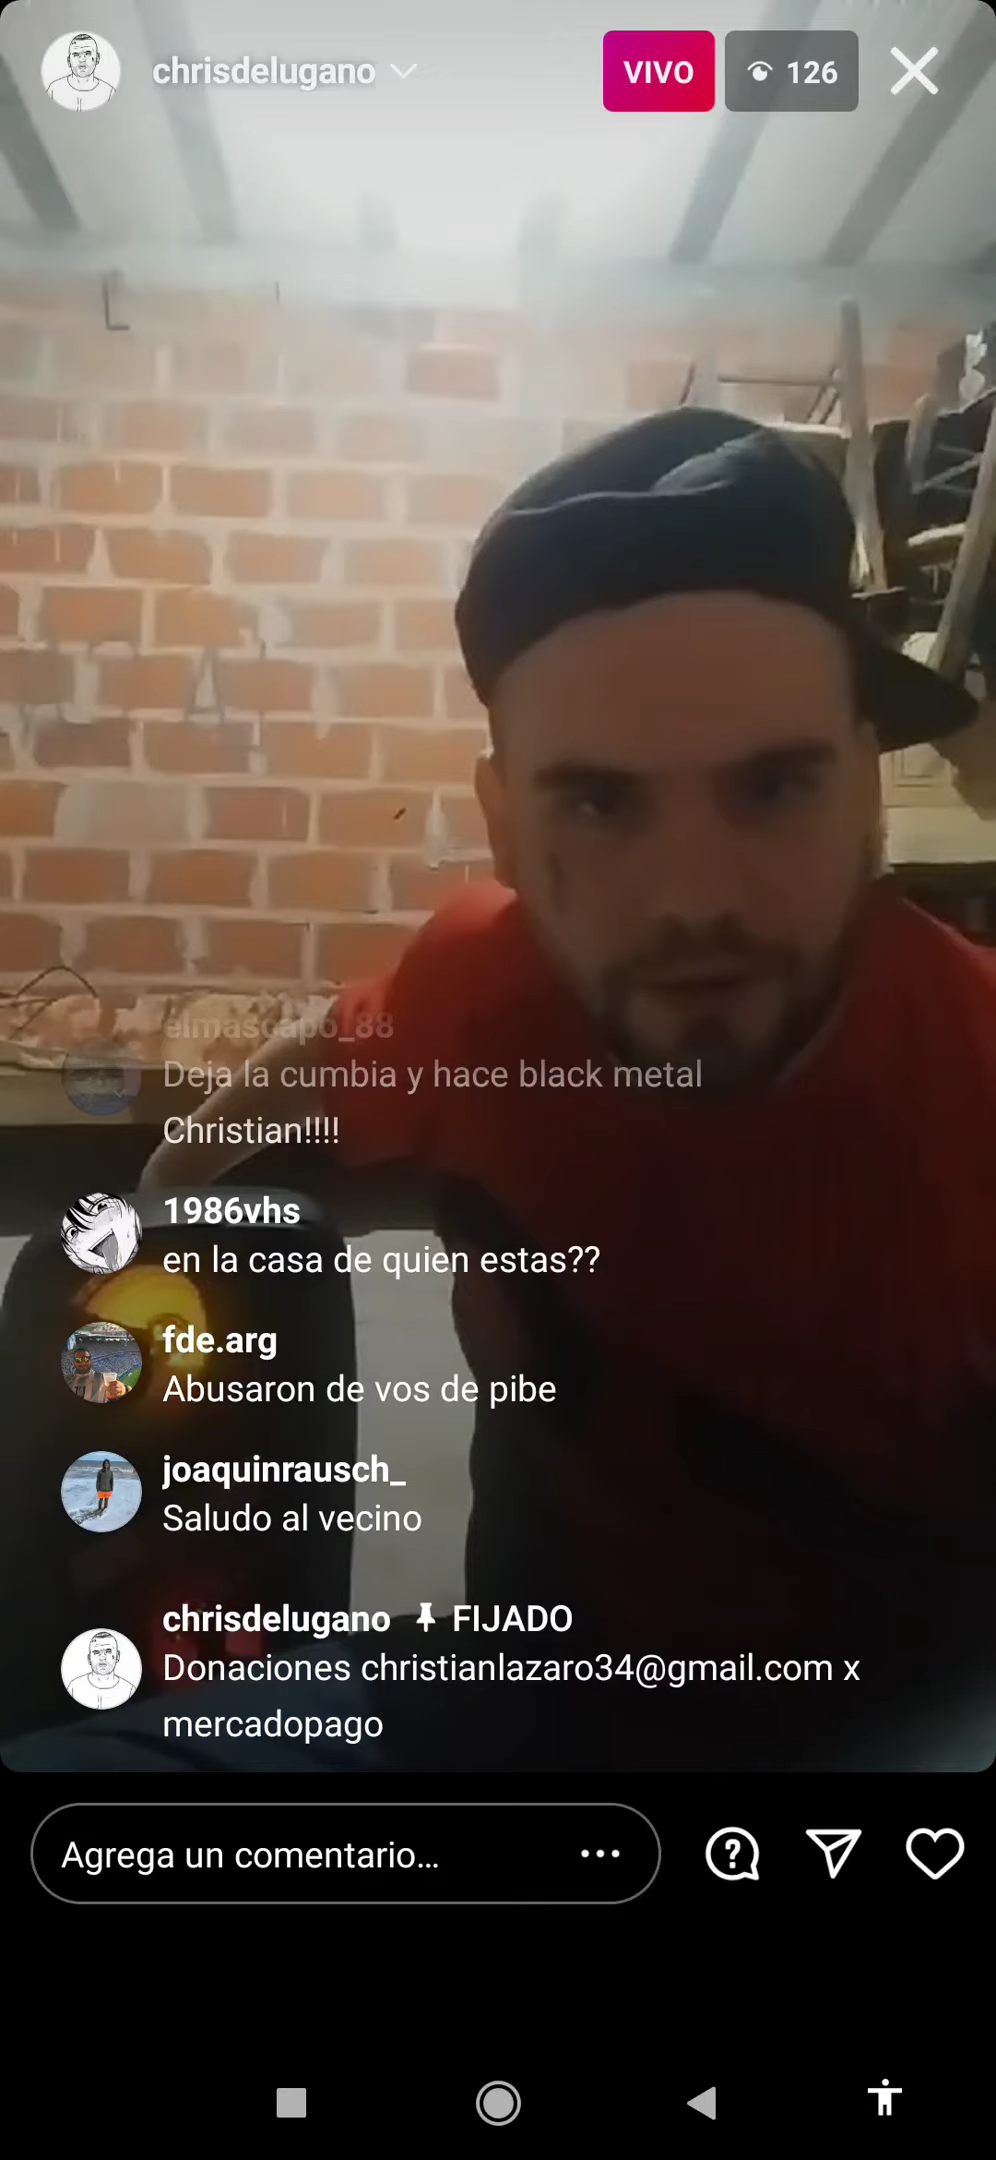 chrisdelugano
VIVO
126
elmascapo_88
Deja la cumbia y hace black metal
Christian!!!!
1986vhs
en la casa de quien estas??
fde.arg
Abusaron de vos de pibe
joaquinrausch_
Saludo al vecino
chrisdelugano FIJADO
Donaciones christianlazaro34@gmail.com x
mercadopago
Agrega un comentario...